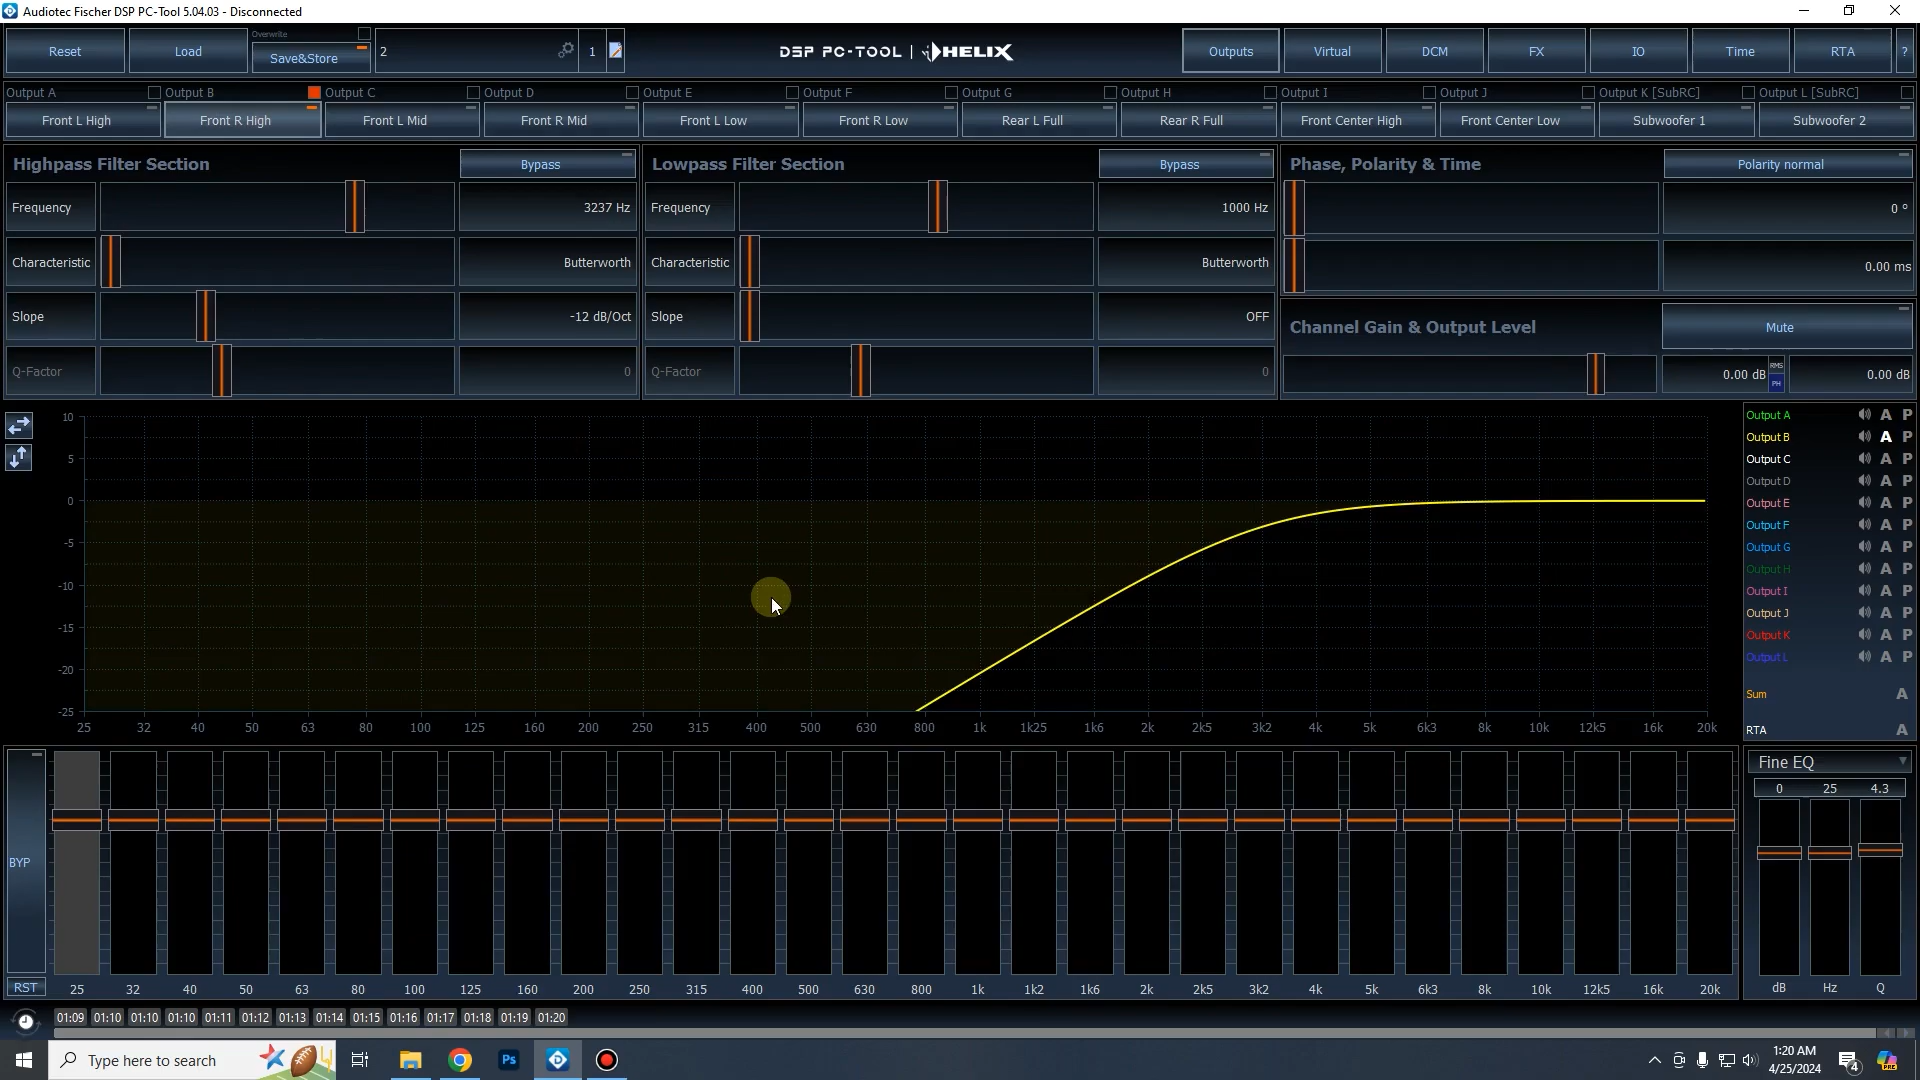 Audiotec Fischer DSP PC-Tool 5.04.03 - Disconnected
Reset Load Overwrite Save&Store 2 1 DSP PC-TOOL | HELIX Outputs Virtual DCM FX IO Time RTA ?
Output A Output B Output C Output D Output E Output F Output G Output H Output I Output J Output K [SubRC] Output L [SubRC]
Front L High Front R High Front L Mid Front R Mid Front L Low Front R Low Rear L Full Rear R Full Front Center High Front Center Low Subwoofer 1 Subwoofer 2
Highpass Filter Section Bypass Lowpass Filter Section Bypass Phase, Polarity & Time Polarity normal
Frequency 3237 Hz Frequency 1000 Hz 0 °
Characteristic Butterworth Characteristic Butterworth 0.00 ms
Slope -12 dB/Oct Slope OFF Channel Gain & Output Level Mute
Q-Factor 0 Q-Factor 0 0.00 dB RMS PH 0.00 dB
10
5
0
-5
-10
-15
-20
-25
25 32 40 50 63 80 100 125 160 200 250 315 400 500 630 800 1k 1k25 1k6 2k 2k5 3k2 4k 5k 6k3 8k 10k 12k5 16k 20k
Output A A P
Output B A P
Output C A P
Output D A P
Output E A P
Output F A P
Output G A P
Output H A P
Output I A P
Output J A P
Output K A P
Output L A P
Sum A
RTA A
BYP
RST 25 32 40 50 63 80 100 125 160 200 250 315 400 500 630 800 1k 1k2 1k6 2k 2k5 3k2 4k 5k 6k3 8k 10k 12k5 16k 20k
Fine EQ
0 25 4.3
dB Hz Q
01:09 01:10 01:10 01:10 01:11 01:12 01:13 01:14 01:15 01:16 01:17 01:18 01:19 01:20
Type here to search Ps 1:20 AM
4/25/2024 4 PRE